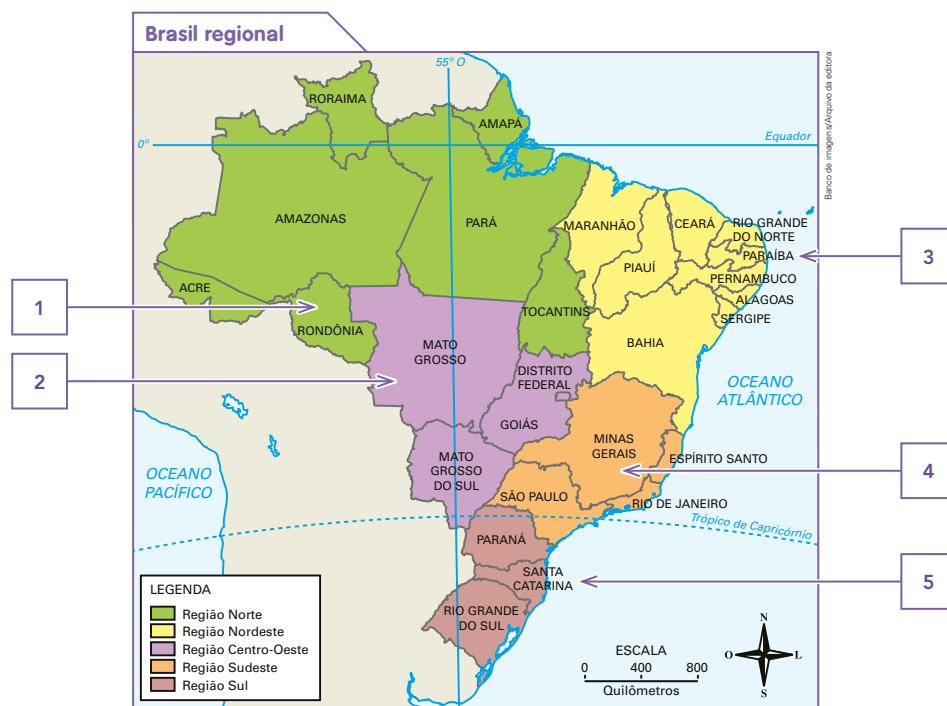 Brasil regional
55° O
RORAIMA
AMAPÁ
Equador
0°
Banco de imagens/Arquivo da editora
AMAZONAS
PARÁ
MARANHÃO
CEARÁ
RIO GRANDE
DO NORTE
PARAÍBA
3
PIAUÍ
PERNAMBUCO
ACRE
ALAGOAS
1
TOCANTINS
SERGIPE
RONDÔNIA
MATO
GROSSO
BAHIA
2
DISTRITO
FEDERAL
OCEANO
ATLÂNTICO
GOIÁS
MINAS
GERAIS
ESPÍRITO SANTO
4
MATO
GROSSO
DO SUL
OCEANO
PACÍFICO
SÃO PAULO
RIO DE JANEIRO
Trópico de Capricórnio
PARANÁ
SANTA
CATARINA
5
RIO GRANDE
DO SUL
LEGENDA
Região Norte
Região Nordeste
Região Centro-Oeste
Região Sudeste
Região Sul
ESCALA
0 400 800
Quilômetros
N
O L
S